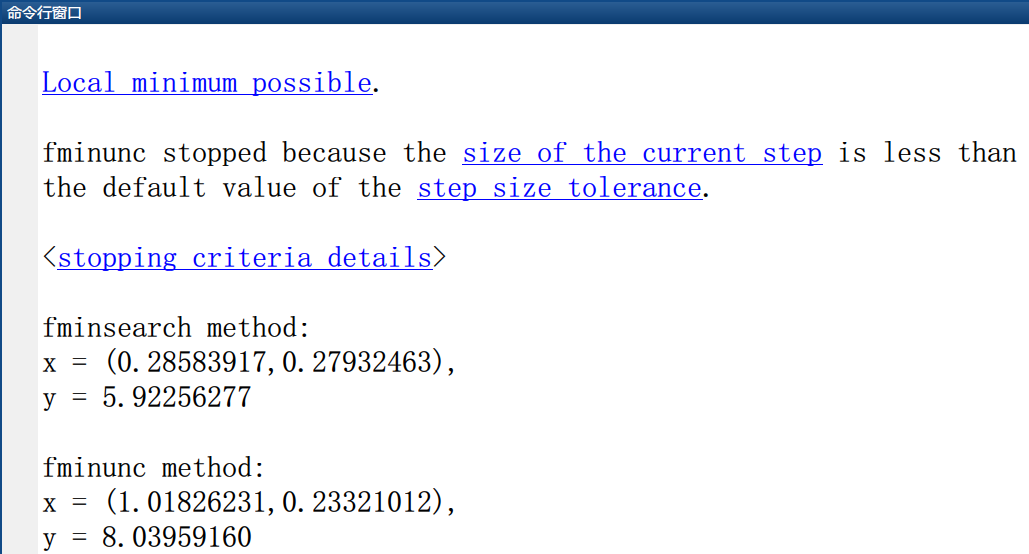 命令行窗口
Local minimum possible.
fminunc stopped because the size of the current step is less than
the default value of the step size tolerance.
<stopping criteria details>
fminsearch method:
x = (0.28583917,0.27932463),
y = 5.92256277
fminunc method:
x = (1.01826231,0.23321012),
y = 8.03959160